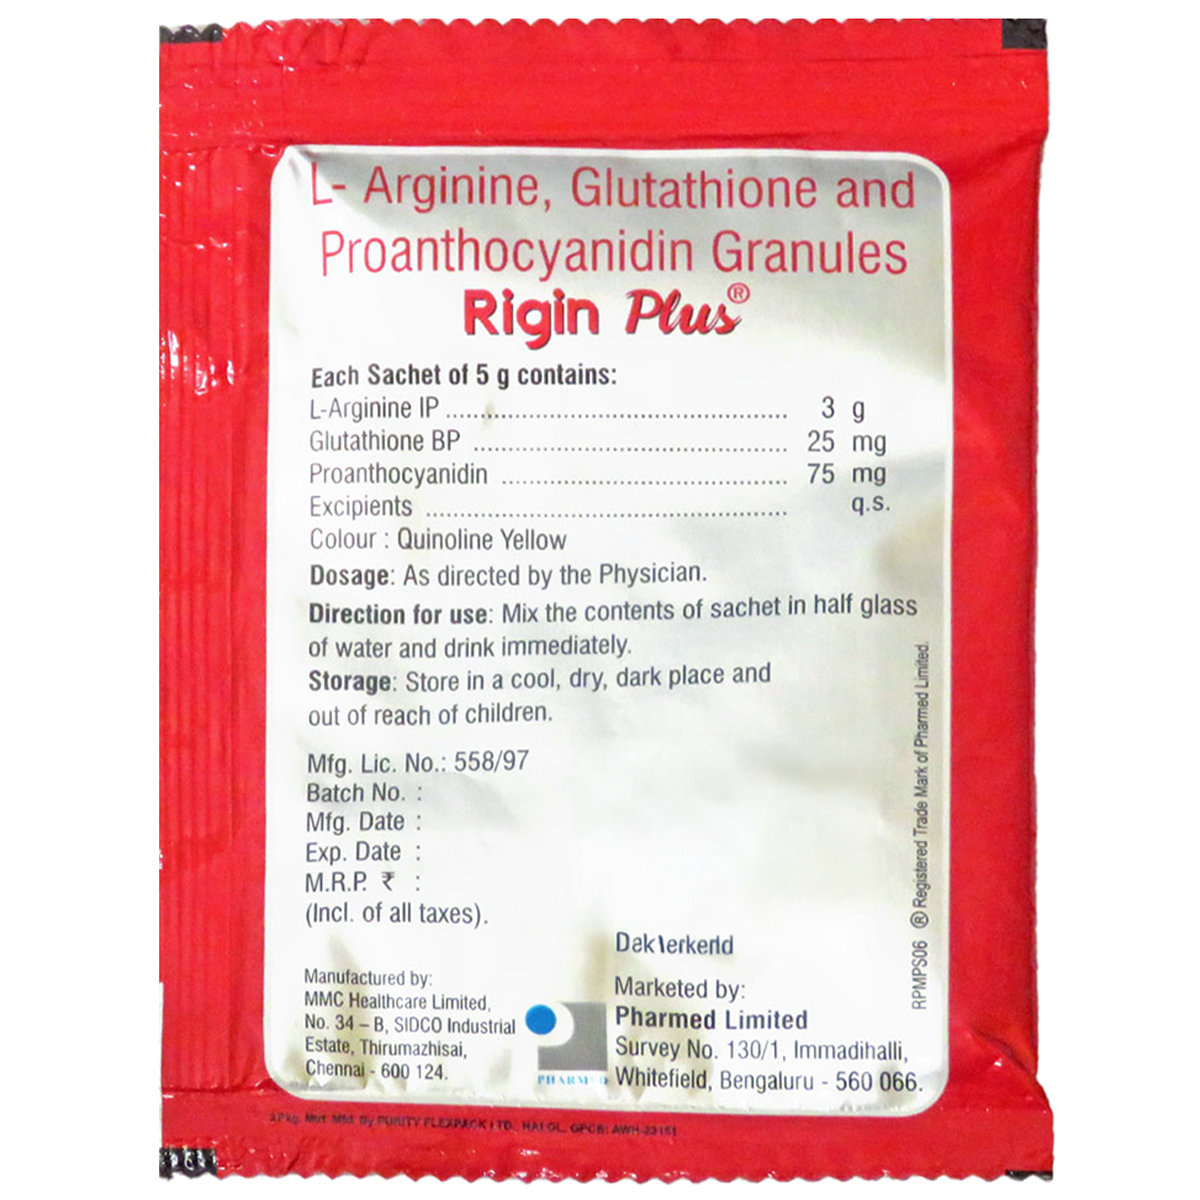 L- Arginine, Glutathione and
Proanthocyanidin Granules
Rigin Plus®
Each Sachet of 5 g contains:
L-Arginine IP ................................................ 3 g
Glutathione BP ............................................ 25 mg
Proanthocyanidin ........................................ 75 mg
Excipients .................................................. q.s.
Colour : Quinoline Yellow
Dosage: As directed by the Physician.
Direction for use: Mix the contents of sachet in half glass
of water and drink immediately.
Storage: Store in a cool, dry, dark place and
out of reach of children.
Mfg. Lic. No.: 558/97
Batch No. :
Mfg. Date :
Exp. Date :
M.R.P. ₹ :
(Incl. of all taxes).
Manufactured by:
MMC Healthcare Limited,
No. 34 – B, SIDCO Industrial
Estate, Thirumazhisai,
Chennai - 600 124.
Marketed by:
Pharmed Limited
Survey No. 130/1, Immadihalli,
Whitefield, Bengaluru - 560 066.
RPMPS06 ® Registered Trade Mark of Pharmed Limited.
Mfd. By PURITY FLEXPACK LTD.